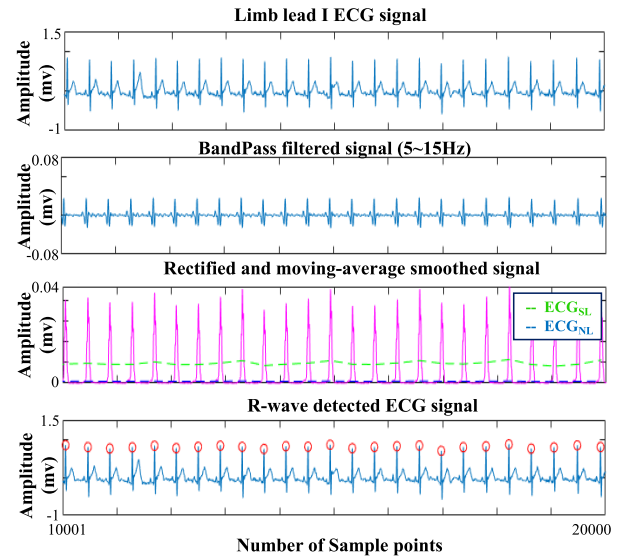 Limb lead I ECG signal
1.5
Amplitude
(mv)
-1
BandPass filtered signal (5~15Hz)
0.08
Amplitude
(mv)
-0.08
Rectified and moving-average smoothed signal
0.04
Amplitude
(mv)
0
ECGSL
ECGNL
R-wave detected ECG signal
1.5
Amplitude
(mv)
-1
10001
20000
Number of Sample points